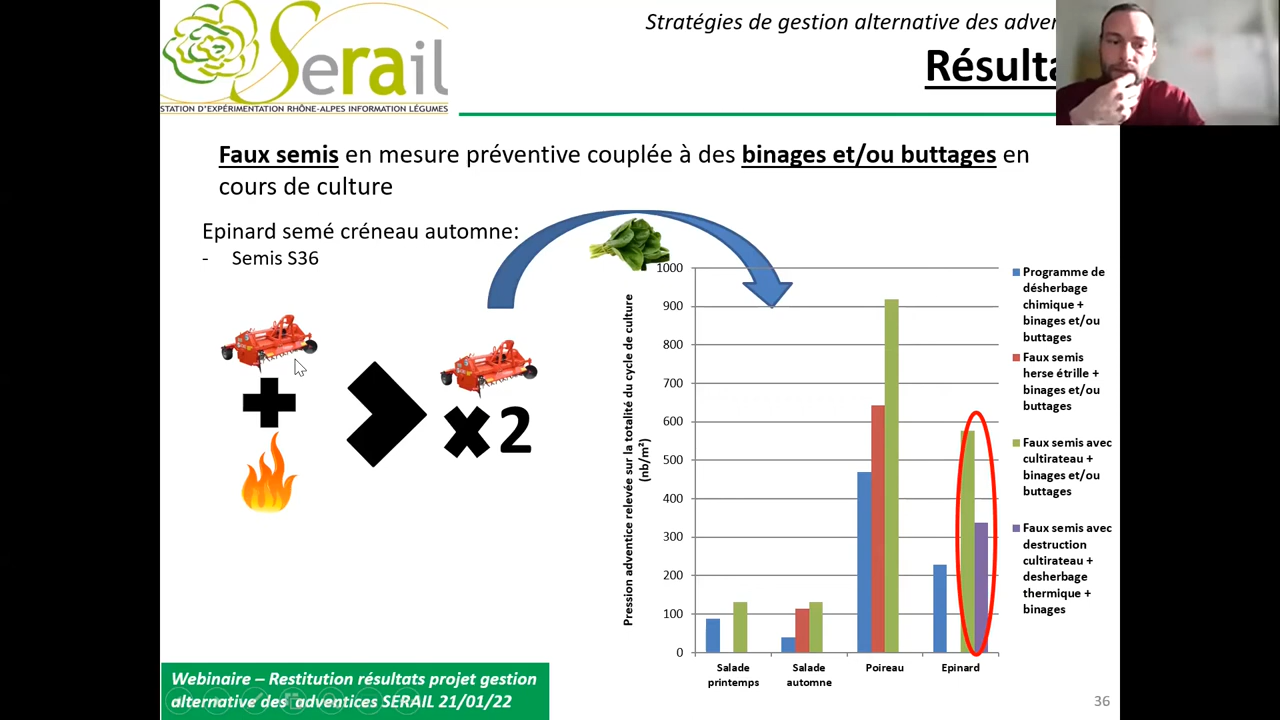 Stratégies de gestion alternative des adven
Serail
STATION D'EXPÉRIMENTATION RHÔNE-ALPES INFORMATION LÉGUMES
Résulta
Faux semis en mesure préventive couplée à des binages et/ou buttages en
cours de culture
Epinard semé créneau automne:
- Semis S36
×2
Pression adventice relevée sur la totalité du cycle de culture
(nb/m²)
1000
900
800
700
600
500
400
300
200
100
0
Salade
printemps
Salade
automne
Poireau
Epinard
Programme de
désherbage
chimique +
binages et/ou
buttages
Faux semis
herse étrille +
binages et/ou
buttages
Faux semis avec
cultirateau +
binages et/ou
buttages
Faux semis avec
destruction
cultirateau +
desherbage
thermique +
binages
Webinaire – Restitution résultats projet gestion
alternative des adventices SERAIL 21/01/22
36